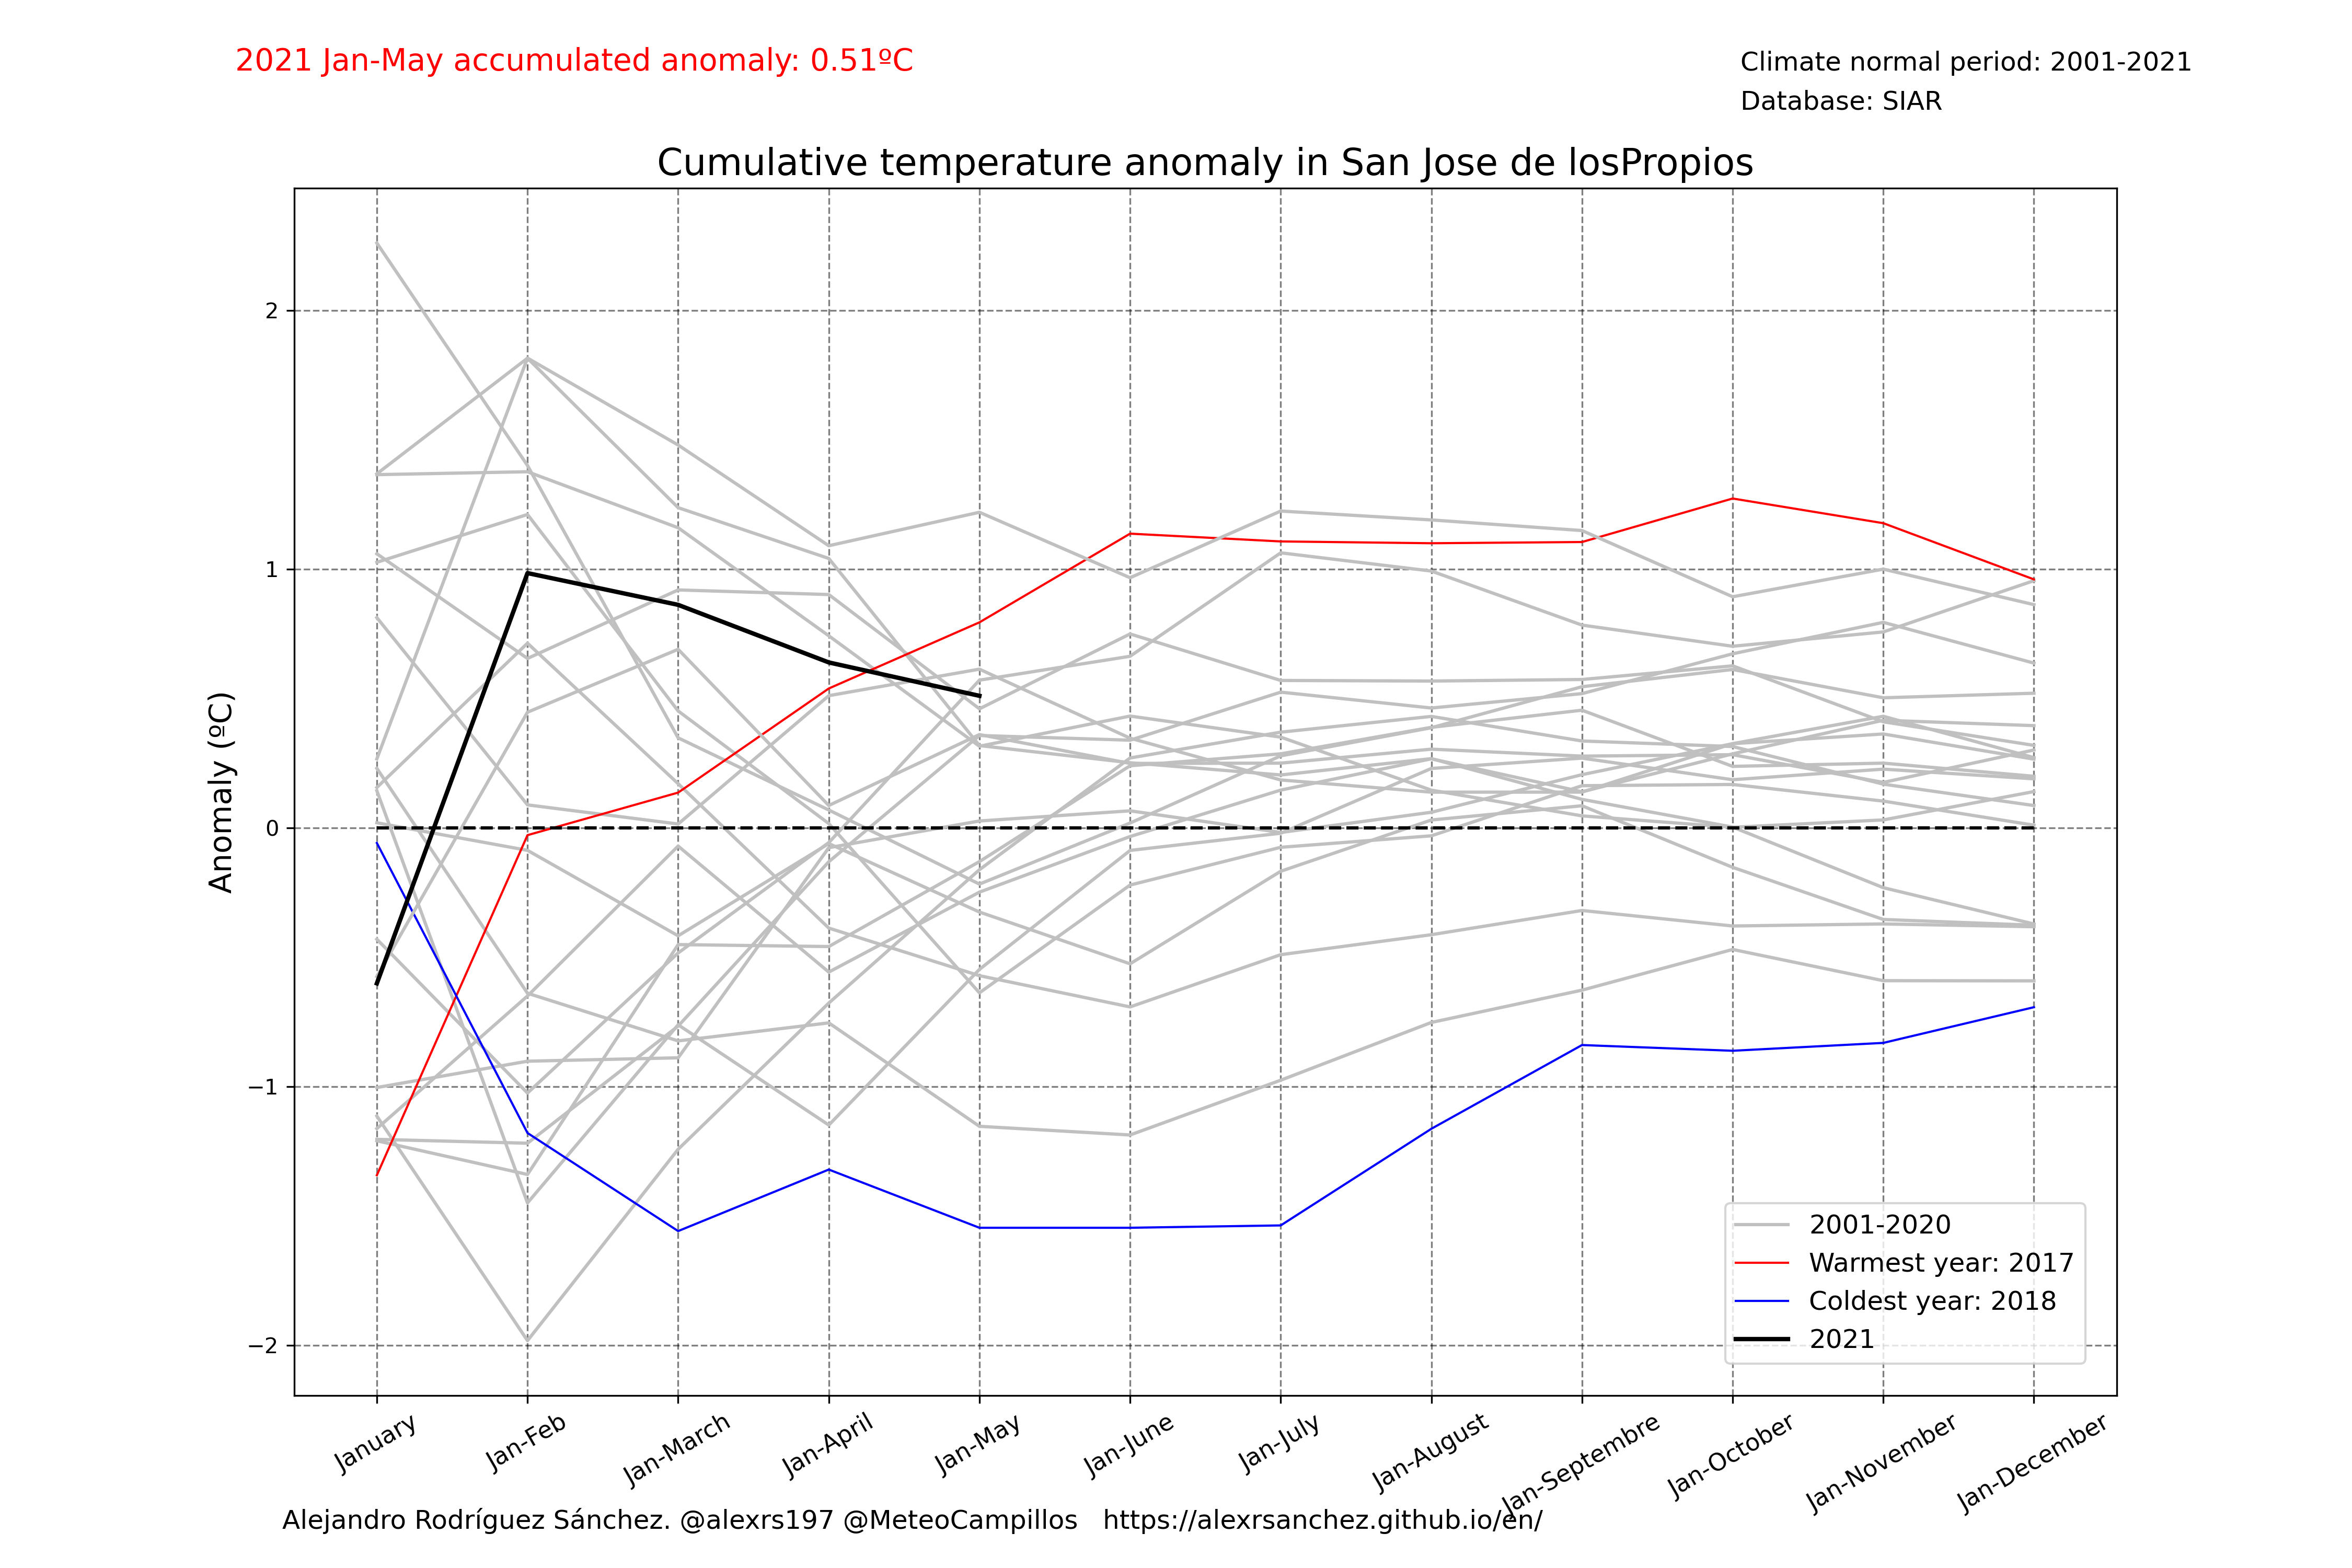 2021 Jan-May accumulated anomaly: 0.51ºC
Climate normal period: 2001-2021
Database: SIAR
Cumulative temperature anomaly in San Jose de losPropios
Anomaly (ºC)
2
1
0
−1
−2
2001-2020
Warmest year: 2017
Coldest year: 2018
2021
January
Jan-Feb
Jan-March
Jan-April
Jan-May
Jan-June
Jan-July
Jan-August
Jan-Septembre
Jan-October
Jan-November
Jan-December
Alejandro Rodríguez Sánchez. @alexrs197 @MeteoCampillos https://alexrsanchez.github.io/en/